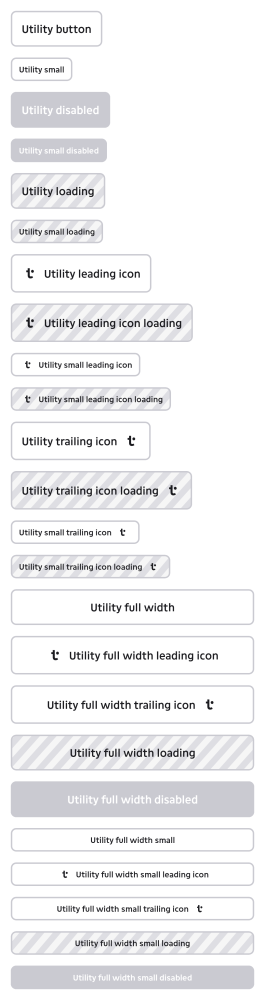 Utility button
Utility small
Utility disabled
Utility small disabled
Utility loading
Utility small loading
Utility leading icon
Utility leading icon loading
Utility small leading icon
Utility small leading icon loading
Utility trailing icon
Utility trailing icon loading
Utility small trailing icon
Utility small trailing icon loading
Utility full width
Utility full width leading icon
Utility full width trailing icon
Utility full width loading
Utility full width disabled
Utility full width small
Utility full width small leading icon
Utility full width small trailing icon
Utility full width small loading
Utility full width small disabled